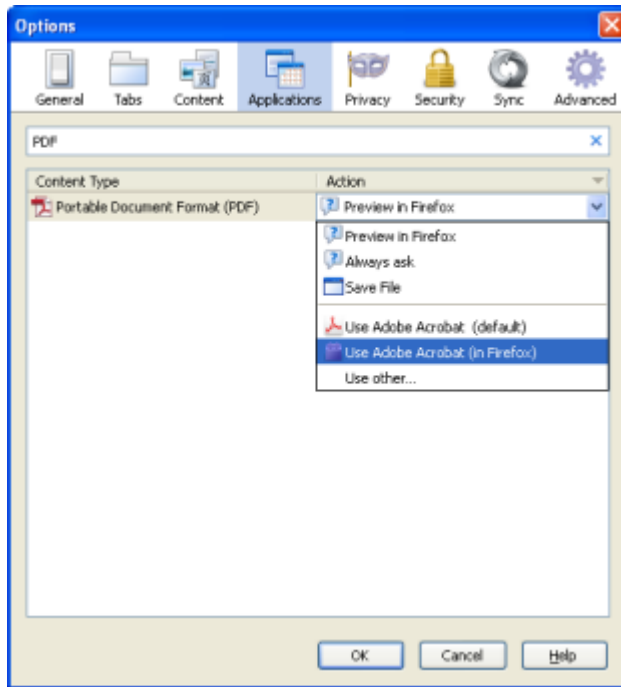 Options
General Tabs Content Applications Privacy Security Sync Advanced
PDF
Content Type Action
Portable Document Format (PDF) Preview in Firefox
Preview in Firefox
Always ask
Save File
Use Adobe Acrobat (default)
Use Adobe Acrobat (in Firefox)
Use other...
OK Cancel Help